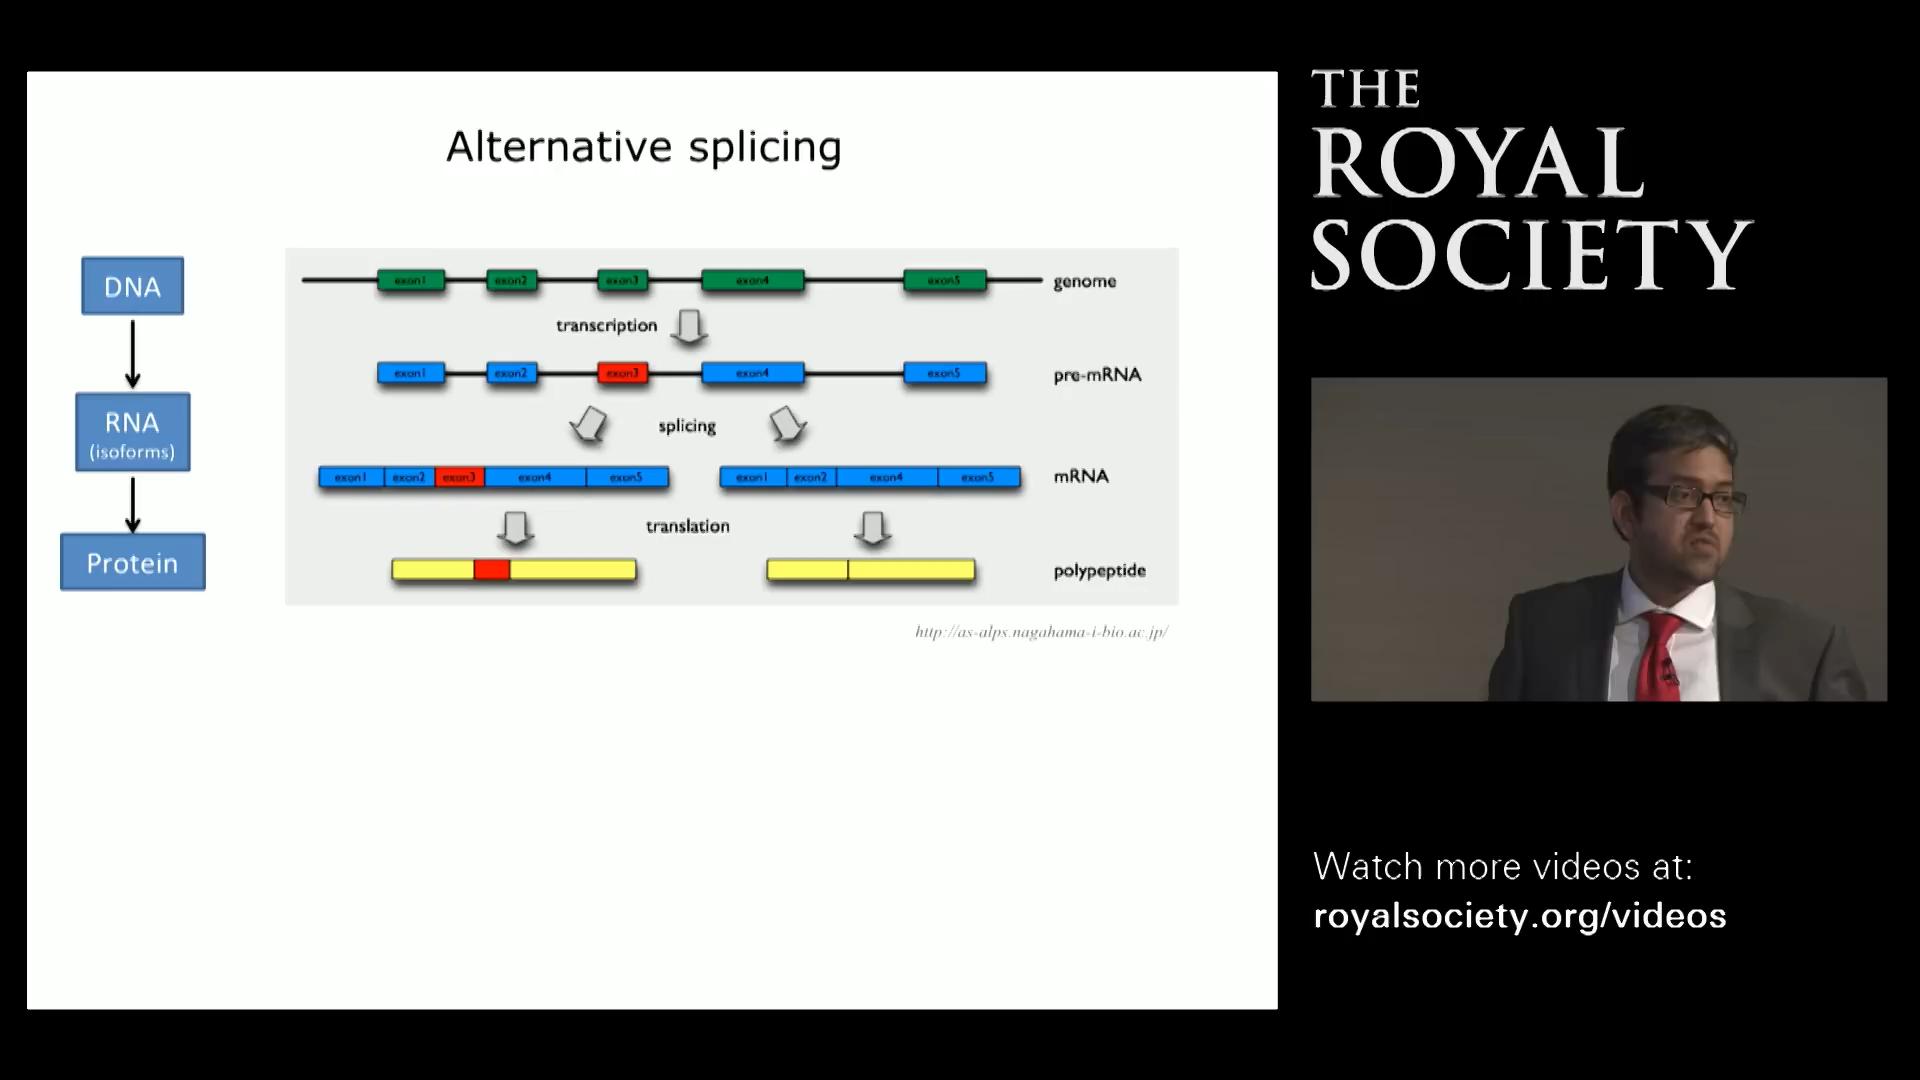 Alternative splicing
DNA
RNA
(isoforms)
Protein
exon1 exon2 exon3 exon4 exon5 genome
transcription
exon1 exon2 exon3 exon4 exon5 pre-mRNA
splicing
exon1 exon2 exon3 exon4 exon5 exon1 exon2 exon4 exon5 mRNA
translation
polypeptide
http://as-alps.nagahama-i-bio.ac.jp/
THE
ROYAL
SOCIETY
Watch more videos at:
royalsociety.org/videos